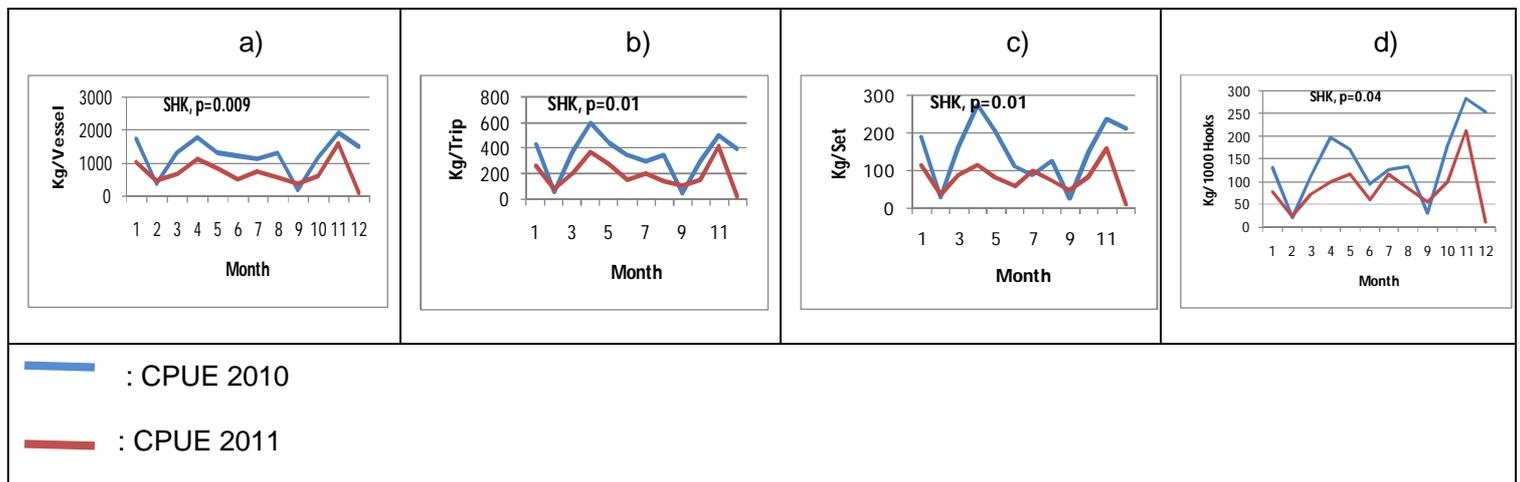 a)
SHK, p=0.009
Kg/Vessel
3000
2000
1000
0
1 2 3 4 5 6 7 8 9 10 11 12
Month
b)
SHK, p=0.01
Kg/Trip
800
600
400
200
0
1 3 5 7 9 11
Month
c)
SHK, p=0.01
Kg/Set
300
200
100
0
1 3 5 7 9 11
Month
d)
SHK, p=0.04
Kg/1000 Hooks
300
250
200
150
100
50
0
1 2 3 4 5 6 7 8 9 10 11 12
Month
: CPUE 2010
: CPUE 2011